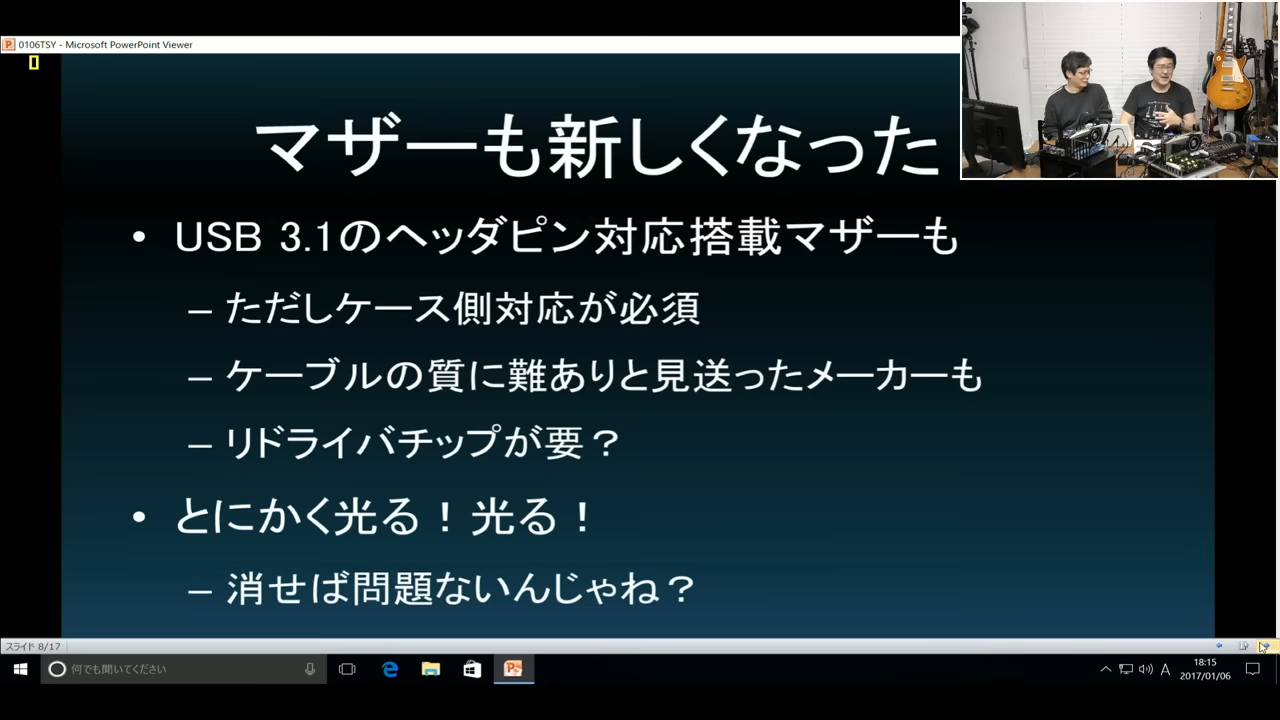 0106TSY - Microsoft PowerPoint Viewer
マザーも新しくなった
• USB 3.1のヘッダピン対応搭載マザーも
– ただしケース側対応が必須
– ケーブルの質に難ありと見送ったメーカーも
– リドライバチップが要？
• とにかく光る！光る！
– 消せば問題ないんじゃね？
スライド 8/17
何でも聞いてください
A
18:15
2017/01/06